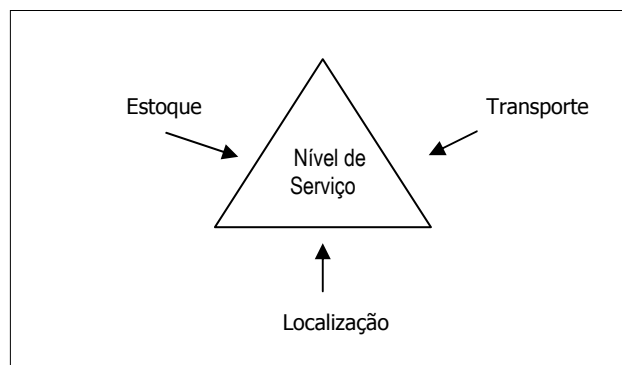 Estoque
Transporte
Nível de
Serviço
Localização